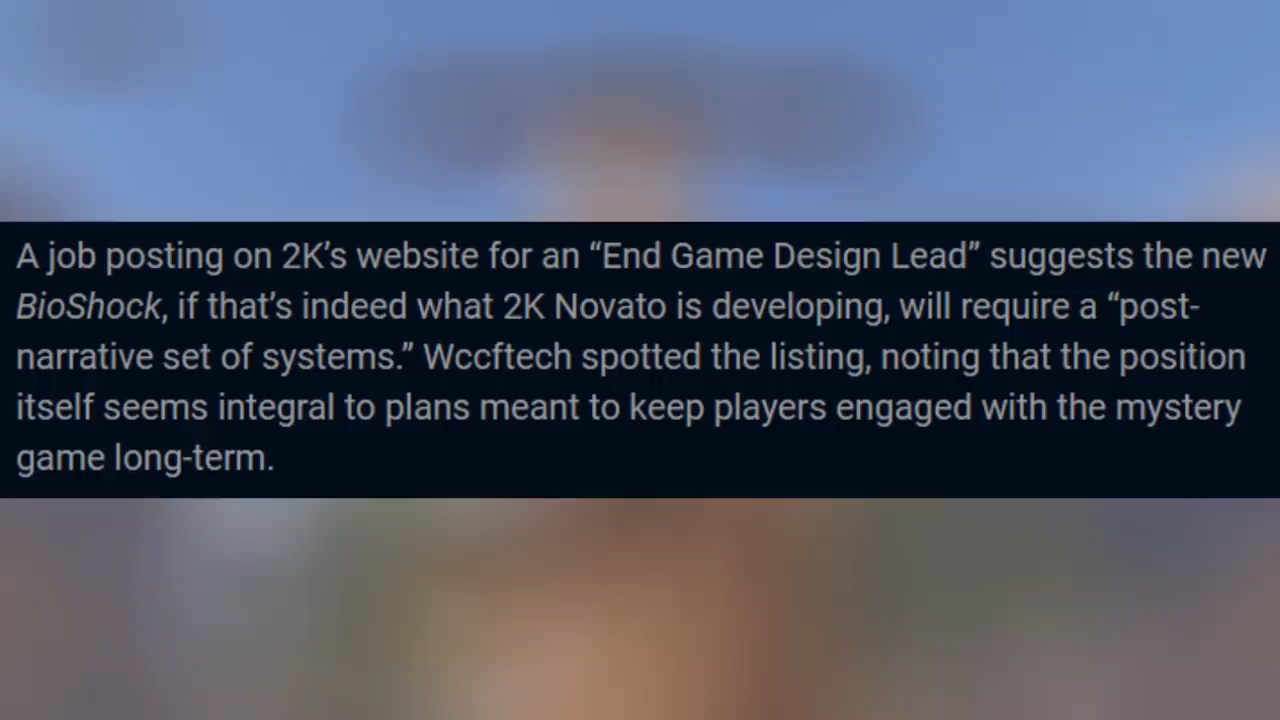 A job posting on 2K’s website for an “End Game Design Lead” suggests the new
BioShock, if that’s indeed what 2K Novato is developing, will require a “post-
narrative set of systems.” Wccftech spotted the listing, noting that the position
itself seems integral to plans meant to keep players engaged with the mystery
game long-term.